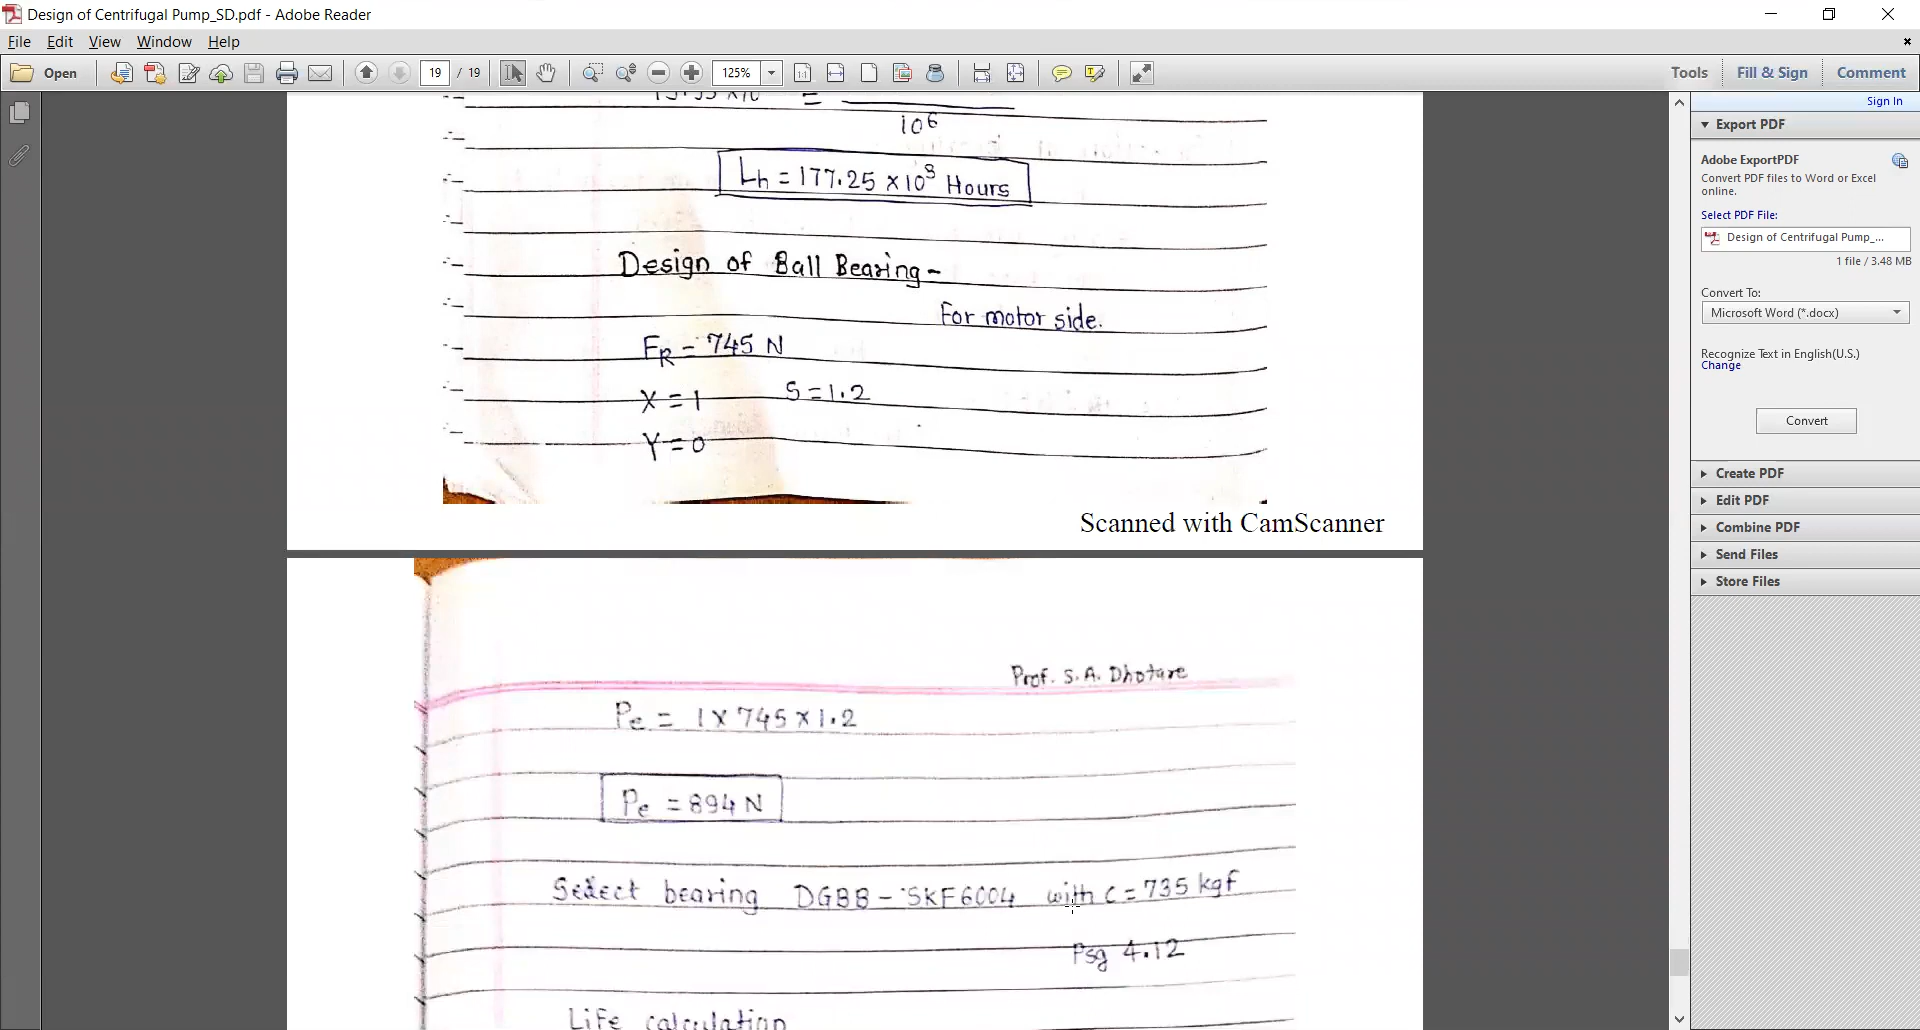 Design of Centrifugal Pump_SD.pdf - Adobe Reader
File Edit View Window Help
Open 19 / 19 125% Tools Fill & Sign Comment
Sign In
Export PDF
Adobe ExportPDF
Convert PDF files to Word or Excel
online.
Select PDF File:
Design of Centrifugal Pump_...
1 file / 3.48 MB
Convert To:
Microsoft Word (*.docx)
Recognize Text in English(U.S.)
Change
Convert
Create PDF
Edit PDF
Combine PDF
Send Files
Store Files
10⁶
Lh = 177.25 ×10³ Hours
Design of Ball Bearing-
For motor side.
FR = 745 N
X = 1 S = 1.2
Y = 0
Scanned with CamScanner
Prof. S.A. Dhotare
Pe = 1 × 745 × 1.2
Pe = 894 N
Select bearing DGBB - SKF6004 with C = 735 kgf
Psg 4.12
Life calculation